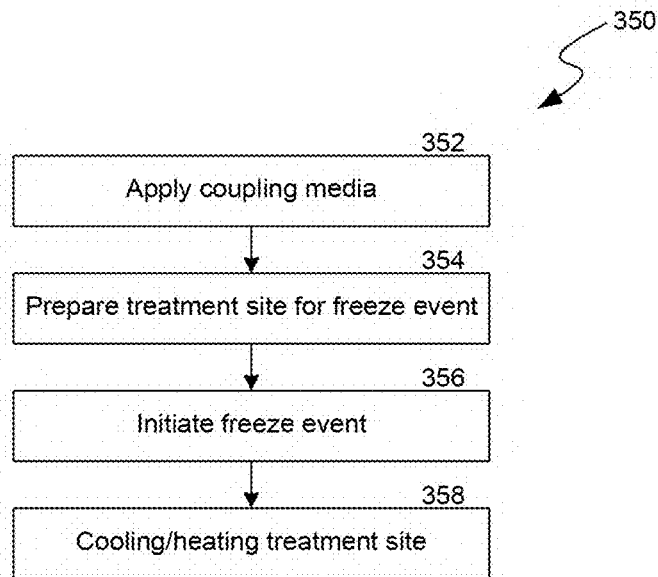 350
352
Apply coupling media
354
Prepare treatment site for freeze event
356
Initiate freeze event
358
Cooling/heating treatment site